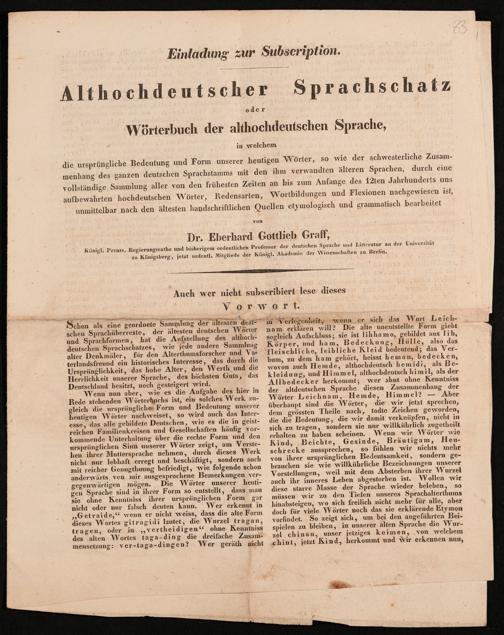 83
Einladung zur Subscription.
Althochdeutscher Sprachschatz
oder
Wörterbuch der althochdeutschen Sprache,
in welchem
die ursprüngliche Bedeutung und Form unserer heutigen Wörter, so wie der schwesterliche Zusam-
menhang des ganzen deutschen Sprachstamms mit den ihm verwandten älteren Sprachen, durch eine
vollständige Sammlung aller von den frühesten Zeiten an bis zum Anfange des 12ten Jahrhunderts uns
aufbewahrten hochdeutschen Wörter, Redensarten, Wortbildungen und Flexionen nachgewiesen ist,
unmittelbar nach den ältesten handschriftlichen Quellen etymologisch und grammatisch bearbeitet
von
Dr. Eberhard Gottlieb Graff,
Königl. Preuss. Regierungsrathe und bisherigem ordentlichen Professor der deutschen Sprache und Litteratur an der Universität
zu Königsberg, jetzt ordentl. Mitgliede der Königl. Akademie der Wissenschaften zu Berlin.
Auch wer nicht subscribiert lese dieses
Vorwort.
Schon als eine geordnete Sammlung der ältesten deut-
schen Sprachüberreste, der ältesten deutschen Wörter
und Sprachformen, hat die Aufstellung des althoch-
deutschen Sprachschatzes, wie jede andere Sammlung
alter Denkmäler, für den Alterthumsforscher und Va-
terlandsfreund ein historisches Interesse, das durch die
Ursprünglichkeit, das hohe Alter, den Werth und die
Herrlichkeit unserer Sprache, des höchsten Guts, das
Deutschland besitzt, noch gesteigert wird.
Wenn nun aber, wie es die Aufgabe des hier in
Rede stehenden Wörterbuchs ist, ein solches Werk zu-
gleich die ursprüngliche Form und Bedeutung unserer
heutigen Wörter nachweiset, so wird auch das Inter-
esse, das alle gebildete Deutschen, wie es die in geist-
reichen Familienkreisen und Gesellschaften häufig vor-
kommende Unterhaltung über die rechte Form und den
ursprünglichen Sinn unserer Wörter zeigt, am Verste-
hen ihrer Muttersprache nehmen, durch dieses Werk
nicht nur lebhaft erregt und beschäftigt, sondern auch
mit reicher Genugthuung befriedigt, wie folgende schon
anderwärts von mir ausgesprochene Bemerkungen ver-
gegenwärtigen mögen. Die Wörter unserer heuti-
gen Sprache sind in ihrer Form so entstellt, dass man
sie ohne Kenntniss ihrer ursprünglichen Form gar
nicht oder nur falsch deuten kann. Wer erkennt in
„Getraide,“ wenn er nicht weiss, dass die alte Form
dieses Wortes gitragidi lautet, die Wurzel tragan,
tragen, oder in „vertheidigen“ ohne Kenntniss
des alten Wortes taga-ding die dreifache Zusam-
mensetzung: ver-taga-dingen? Wer geräth nicht
in Verlegenheit, wenn er sich das Wort Leich-
nam erklären will? Die alte unentstellte Form giebt
sogleich Aufschluss; sie ist lihhamo, gebildet aus lih,
Körper, und ham, Bedeckung, Hülle, also das
fleischliche, leibliche Kleid bedeutend; das Ver-
bum, zu dem ham gehört, heisst heman, bedecken,
wovon auch Hemde, althochdeutsch hemidi, als Be-
kleidung, und Himmel, althochdeutsch himil, als der
Allbedecker herkommt; wer ahnt ohne Kenntniss
der altdeutschen Sprache diesen Zusammenhang der
Wörter Leichnam, Hemde, Himmel? — Aber
überhaupt sind die Wörter, die wir jetzt sprechen,
dem grössten Theile nach, todte Zeichen geworden,
die die Bedeutung, die wir damit verknüpfen, nicht in
sich zu tragen, sondern sie nur willkührlich zugetheilt
erhalten zu haben scheinen. Wenn wir Wörter wie
Kind, Beichte, Gesinde, Bräutigam, Heu-
schrecke aussprechen, so fühlen wir nichts mehr
von ihrer ursprünglichen Bedeutsamkeit, sondern ge-
brauchen sie wie willkührliche Bezeichnungen unserer
Vorstellungen, weil mit dem Absterben ihrer Wurzel
auch ihr inneres Leben abgestorben ist. Wollen wir
diese starre Masse der Sprache wieder beleben, so
müssen wir zu den Tiefen unseres Sprachalterthums
hinabsteigen, wo sich freilich nicht mehr für alle, aber
doch für viele Wörter noch das sie erklärende Etymon
vorfindet. So zeigt sich, um bei den angeführten Bei-
spielen zu bleiben, in unserer alten Sprache die Wur-
zel chinan, unser jetziges keimen, von welchem
chint, jetzt Kind, herkommt und wir erkennen nun,